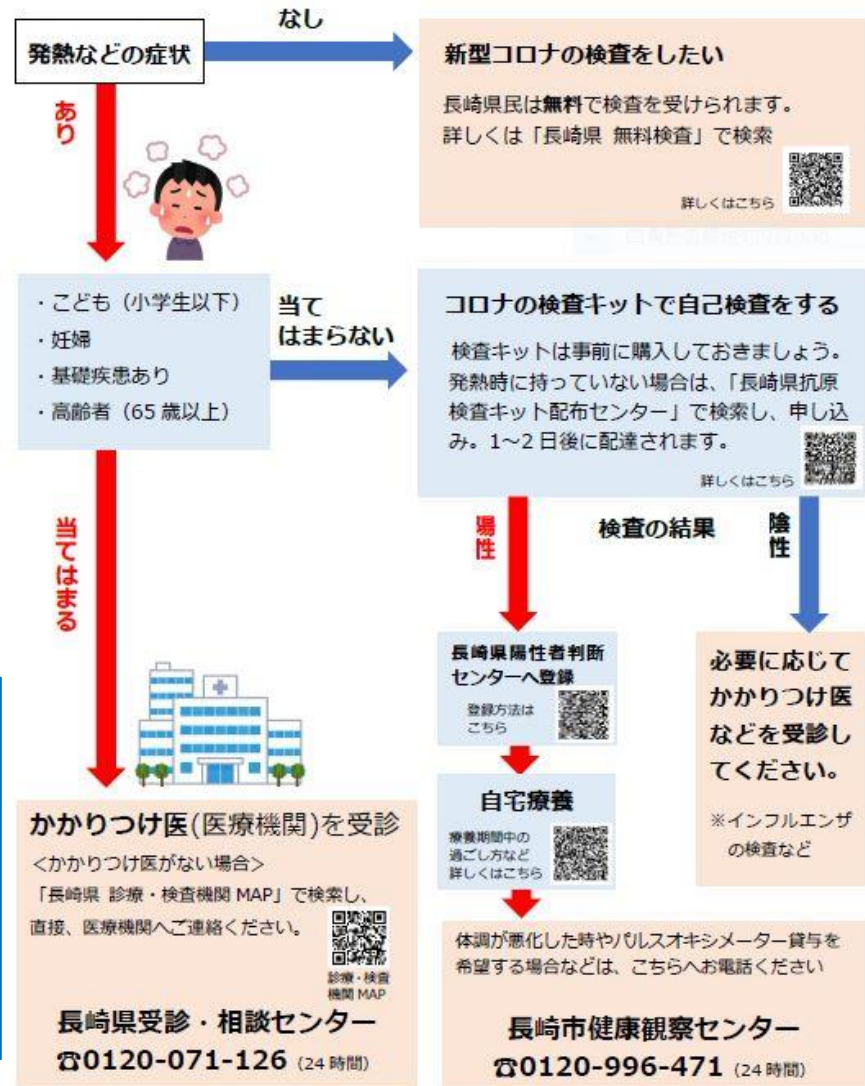 発熱などの症状
なし
新型コロナの検査をしたい
長崎県民は無料で検査を受けられます。
詳しくは「長崎県 無料検査」で検索
詳しくはこちら
あり
・こども（小学生以下）
・妊婦
・基礎疾患あり
・高齢者（65歳以上）
当て
はまらない
コロナの検査キットで自己検査をする
検査キットは事前に購入しておきましょう。
発熱時に持っていない場合は、「長崎県抗原
検査キット配布センター」で検索し、申し込
み。1～2日後に配達されます。
詳しくはこちら
当てはまる
陽性
検査の結果
陰性
長崎県陽性者判断
センターへ登録
登録方法は
こちら
自宅療養
療養期間中の
過ごし方など
詳しくはこちら
必要に応じて
かかりつけ医
などを受診し
てください。
※インフルエンザ
の検査など
かかりつけ医(医療機関)を受診
＜かかりつけ医がない場合＞
「長崎県 診療・検査機関 MAP」で検索し、
直接、医療機関へご連絡ください。
診療・検査
機関 MAP
長崎県受診・相談センター
☎0120-071-126 (24時間)
体調が悪化した時やパルスオキシメーター貸与を
希望する場合などは、こちらへお電話ください
長崎市健康観察センター
☎0120-996-471 (24時間)